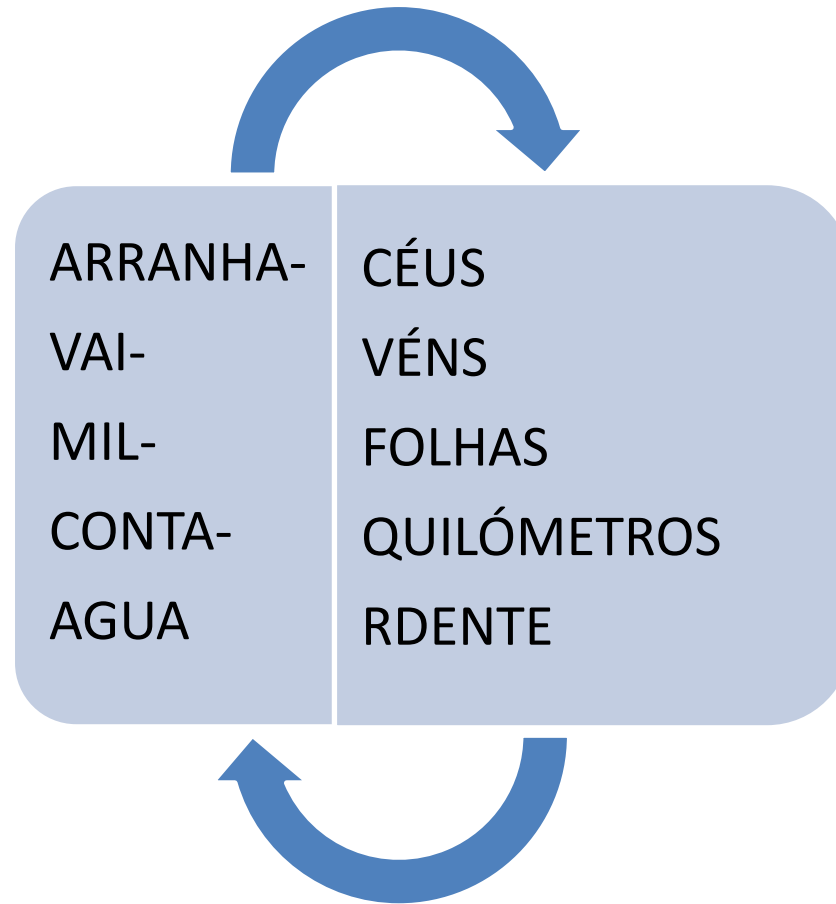 ARRANHA- CÉUS
VAI- VÉNS
MIL- FOLHAS
CONTA- QUILÓMETROS
AGUA RDENTE